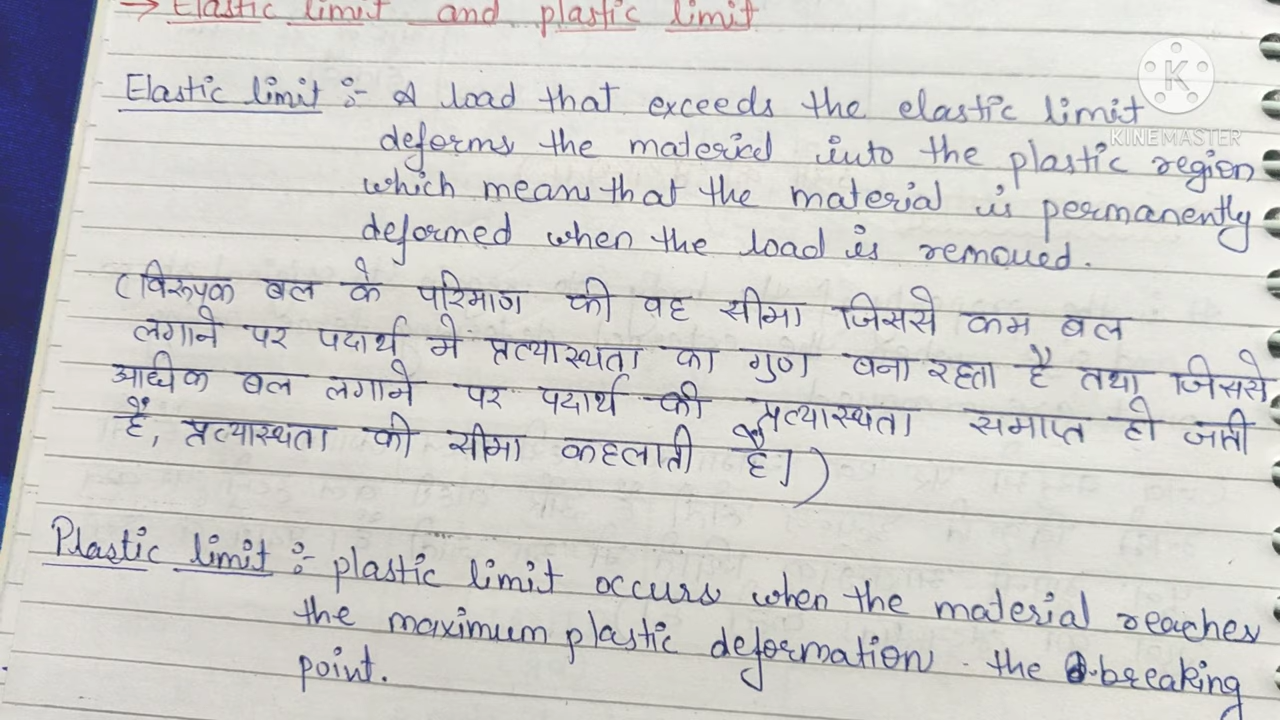 → Elastic limit and plastic limit
Elastic limit :- A load that exceeds the elastic limit
deforms the material into the plastic region
which means that the material is permanently
deformed when the load is removed.
(विरूपक बल के परिमाण की वह सीमा जिससे कम बल
लगाने पर पदार्थ में प्रत्यास्थता का गुण बना रहता है तथा जिससे
अधिक बल लगाने पर पदार्थ की प्रत्यास्थता समाप्त हो जाती
है, प्रत्यास्थता की सीमा कहलाती है।)
Plastic limit :- plastic limit occurs when the material reaches
the maximum plastic deformation. the breaking
point.
K
KINEMASTER